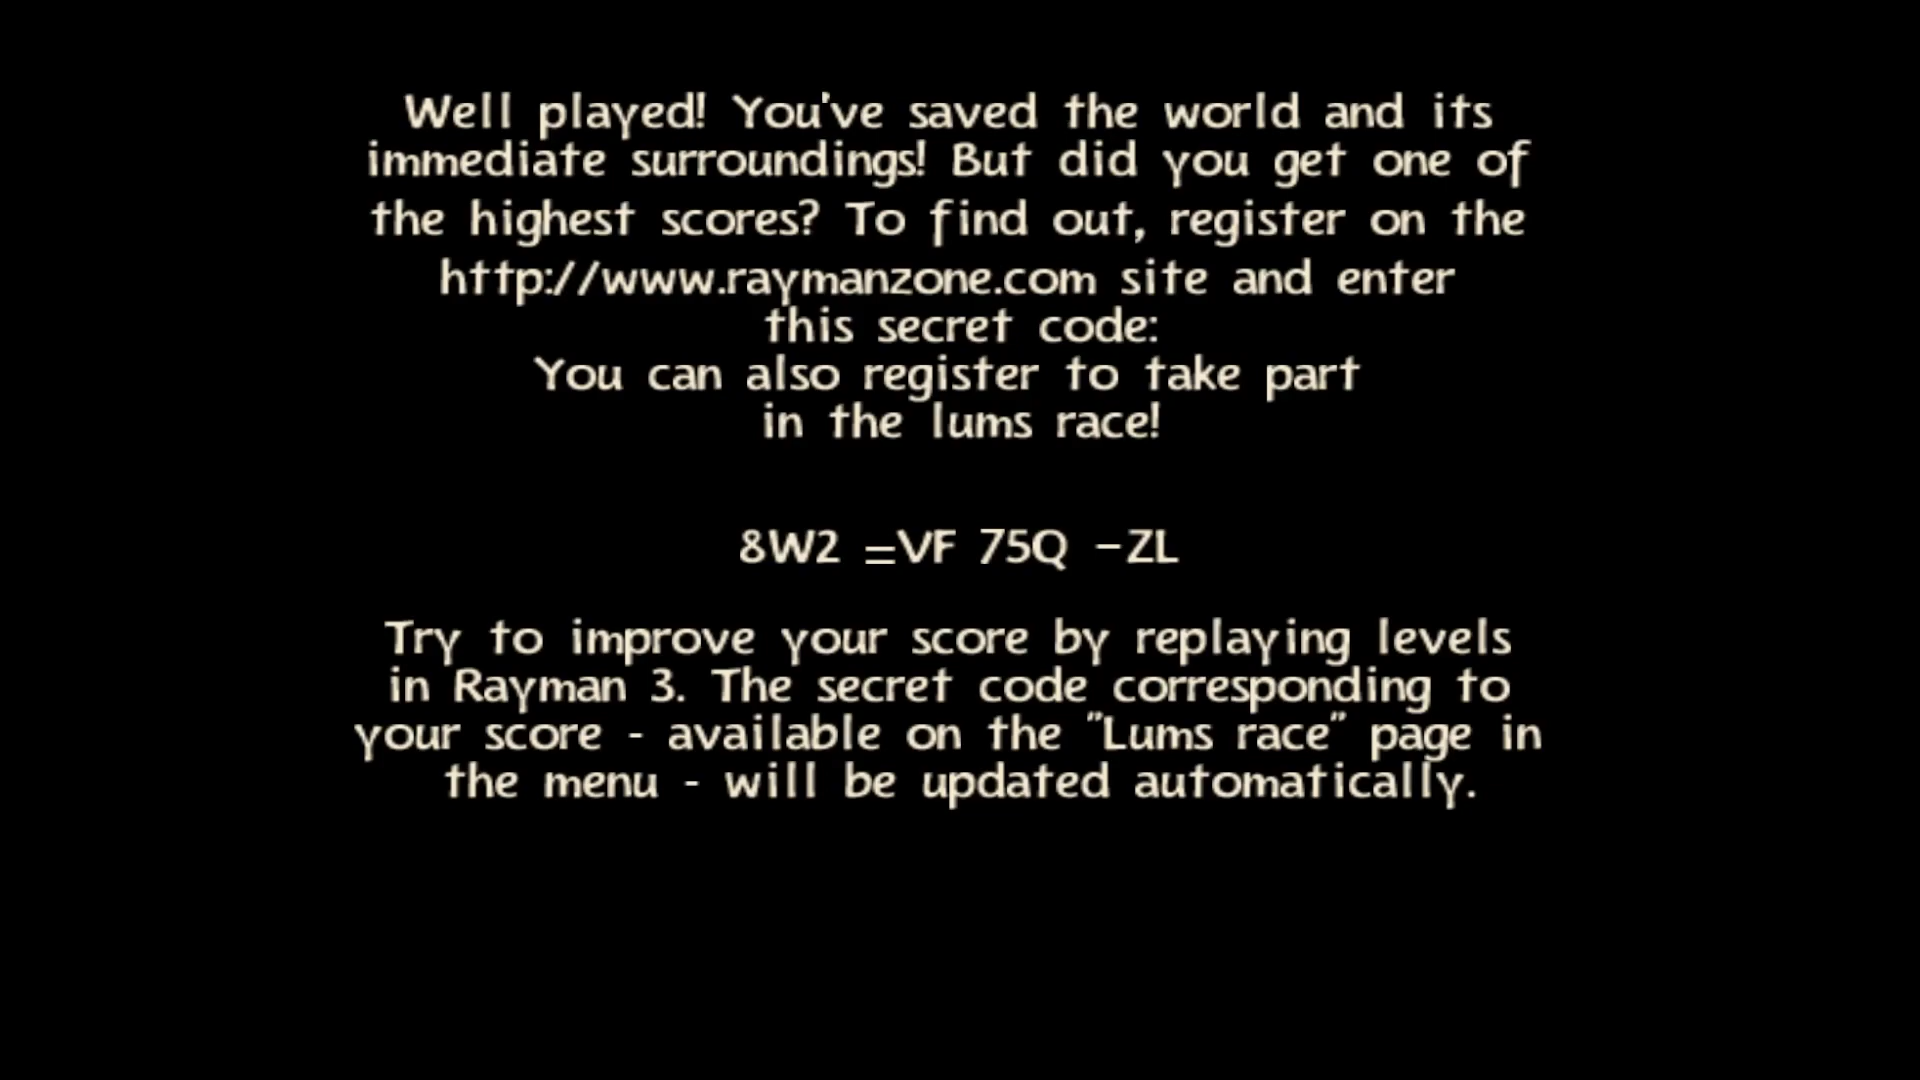 Well played! You've saved the world and its
immediate surroundings! But did you get one of
the highest scores? To find out, register on the
http://www.raymanzone.com site and enter
this secret code:
You can also register to take part
in the lums race!
8W2 =VF 75Q -ZL
Try to improve your score by replaying levels
in Rayman 3. The secret code corresponding to
your score - available on the "Lums race" page in
the menu - will be updated automatically.